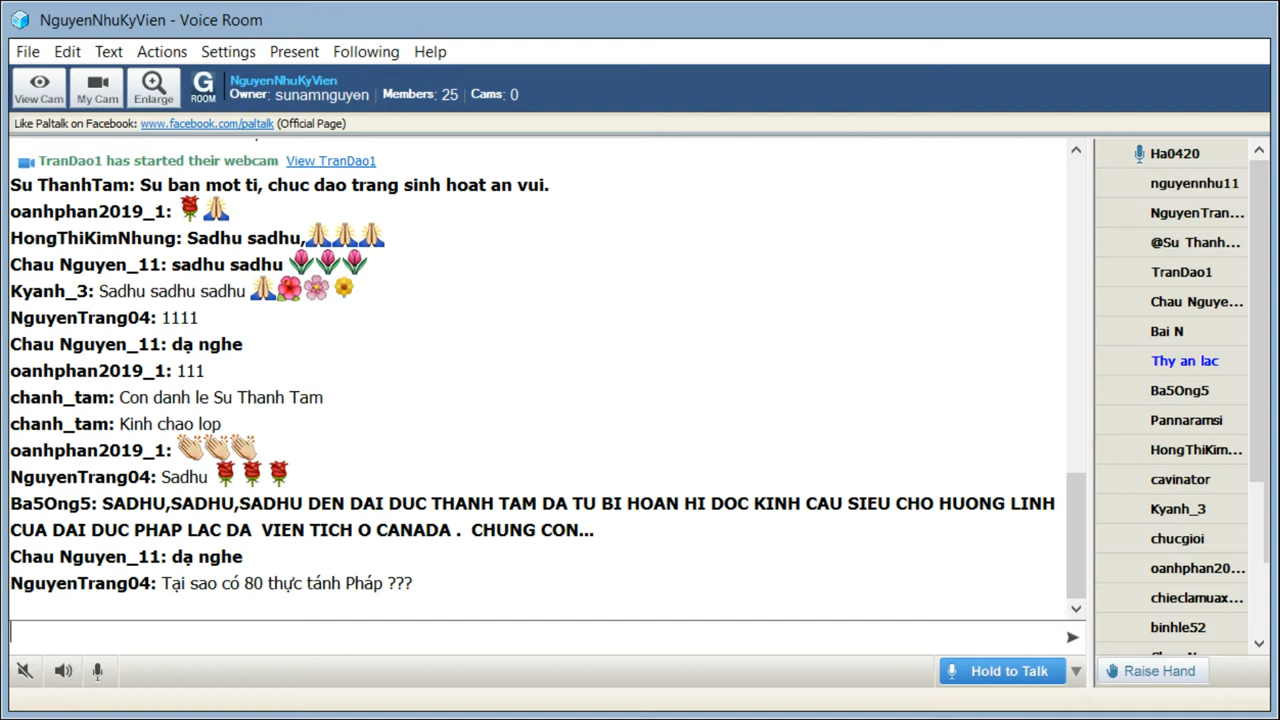 NguyenNhuKyVien - Voice Room
File Edit Text Actions Settings Present Following Help
View Cam My Cam Enlarge G ROOM
NguyenNhuKyVien
Owner: sunamnguyen Members: 25 Cams: 0
Like Paltalk on Facebook: www.facebook.com/paltalk (Official Page)
TranDao1 has started their webcam View TranDao1
Su ThanhTam: Su ban mot ti, chuc dao trang sinh hoat an vui.
oanhphan2019_1: 🌹🙏
HongThiKimNhung: Sadhu sadhu,🙏🙏🙏
Chau Nguyen_11: sadhu sadhu 🌷🌷🌷
Kyanh_3: Sadhu sadhu sadhu 🙏🌺🌸🌼
NguyenTrang04: 1111
Chau Nguyen_11: dạ nghe
oanhphan2019_1: 111
chanh_tam: Con danh le Su Thanh Tam
chanh_tam: Kinh chao lop
oanhphan2019_1: 👏👏👏
NguyenTrang04: Sadhu 🌹🌹🌹
Ba5Ong5: SADHU,SADHU,SADHU DEN DAI DUC THANH TAM DA TU BI HOAN HI DOC KINH CAU SIEU CHO HUONG LINH
CUA DAI DUC PHAP LAC DA VIEN TICH O CANADA . CHUNG CON...
Chau Nguyen_11: dạ nghe
NguyenTrang04: Tại sao có 80 thực tánh Pháp ???
Ha0420
nguyennhu11
NguyenTran...
@Su Thanh...
TranDao1
Chau Nguye...
Bai N
Thy an lac
Ba5Ong5
Pannaramsi
HongThiKim...
cavinator
Kyanh_3
chucgioi
oanhphan20...
chieclamuax...
binhle52
Hold to Talk
Raise Hand